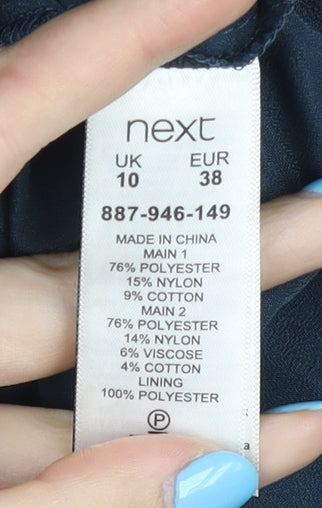 next
UK EUR
10 38
887-946-149
MADE IN CHINA
MAIN 1
76% POLYESTER
15% NYLON
9% COTTON
MAIN 2
76% POLYESTER
14% NYLON
6% VISCOSE
4% COTTON
LINING
100% POLYESTER
P
a